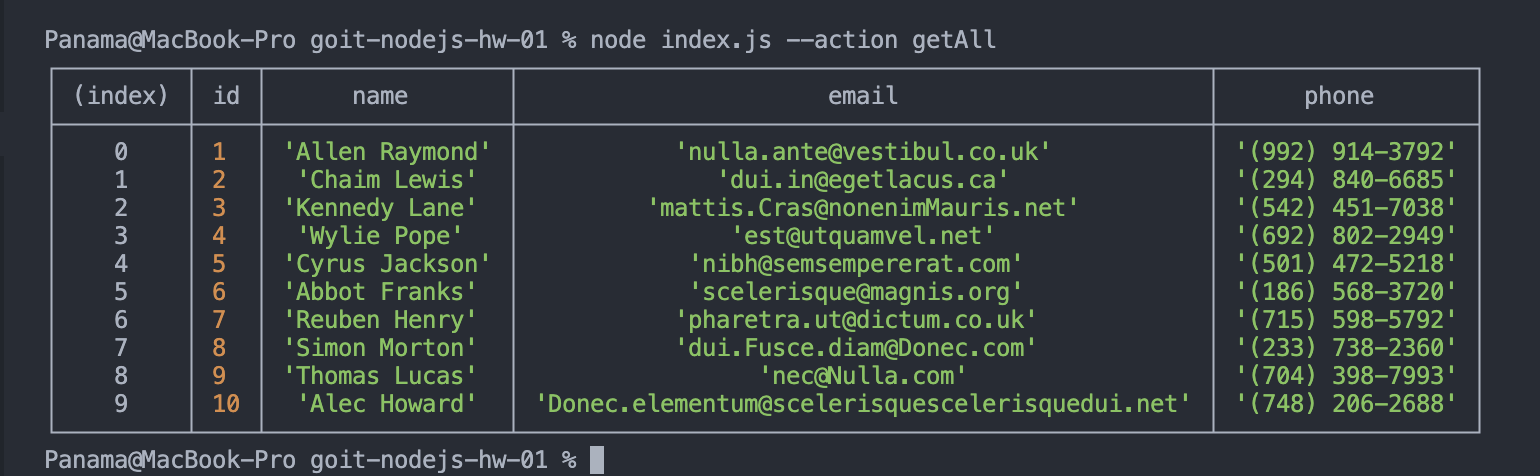 Panama@MacBook-Pro goit-nodejs-hw-01 % node index.js --action getAll
(index) id name email phone
0 1 'Allen Raymond' 'nulla.ante@vestibul.co.uk' '(992) 914-3792'
1 2 'Chaim Lewis' 'dui.in@egetlacus.ca' '(294) 840-6685'
2 3 'Kennedy Lane' 'mattis.Cras@nonenimMauris.net' '(542) 451-7038'
3 4 'Wylie Pope' 'est@utquamvel.net' '(692) 802-2949'
4 5 'Cyrus Jackson' 'nibh@semsempererat.com' '(501) 472-5218'
5 6 'Abbot Franks' 'scelerisque@magnis.org' '(186) 568-3720'
6 7 'Reuben Henry' 'pharetra.ut@dictum.co.uk' '(715) 598-5792'
7 8 'Simon Morton' 'dui.Fusce.diam@Donec.com' '(233) 738-2360'
8 9 'Thomas Lucas' 'nec@Nulla.com' '(704) 398-7993'
9 10 'Alec Howard' 'Donec.elementum@scelerisquescelerisquedui.net' '(748) 206-2688'
Panama@MacBook-Pro goit-nodejs-hw-01 %